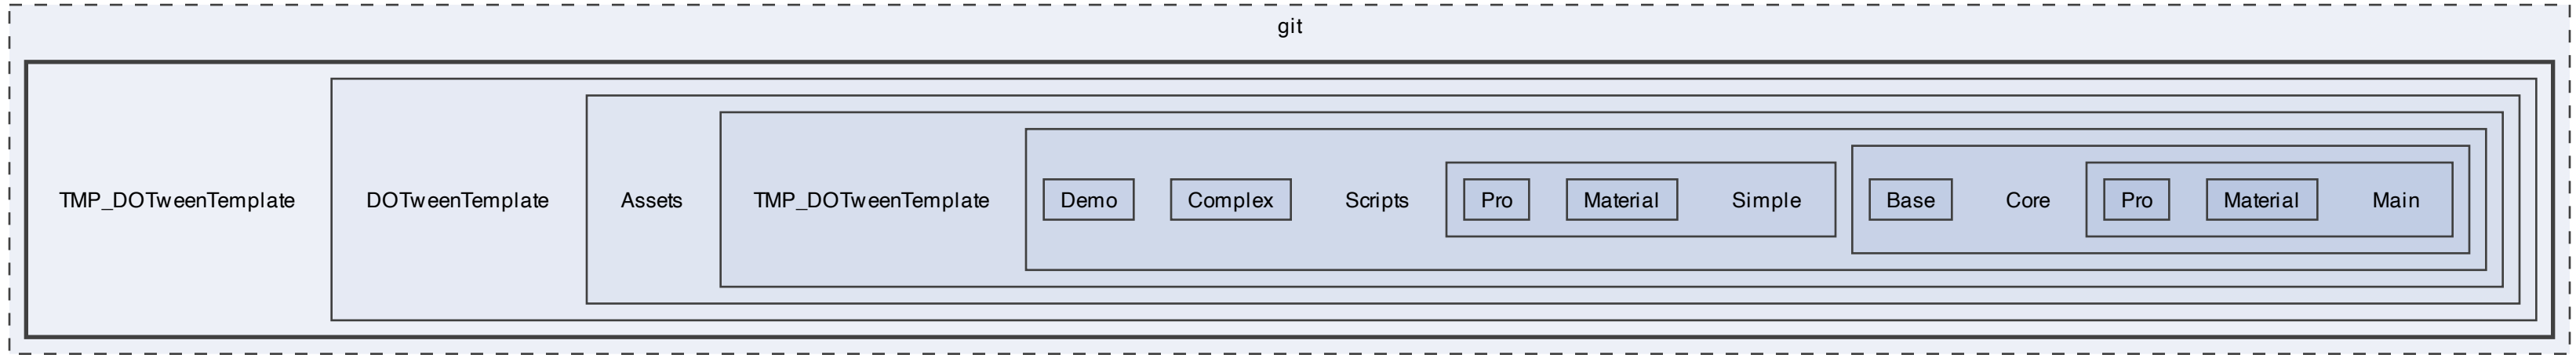 git
TMP_DOTweenTemplate
DOTweenTemplate
Assets
TMP_DOTweenTemplate
Demo
Complex
Scripts
Pro
Material
Simple
Base
Core
Pro
Material
Main